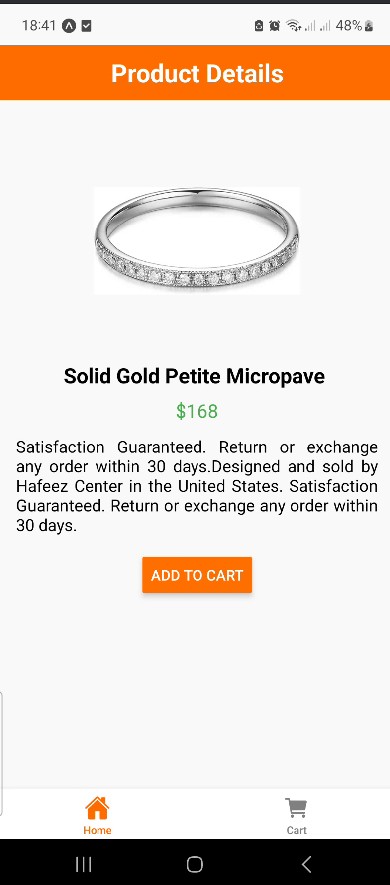 18:41 48%
Product Details
Solid Gold Petite Micropave
$168
Satisfaction Guaranteed. Return or exchange
any order within 30 days.Designed and sold by
Hafeez Center in the United States. Satisfaction
Guaranteed. Return or exchange any order within
30 days.
ADD TO CART
Home Cart